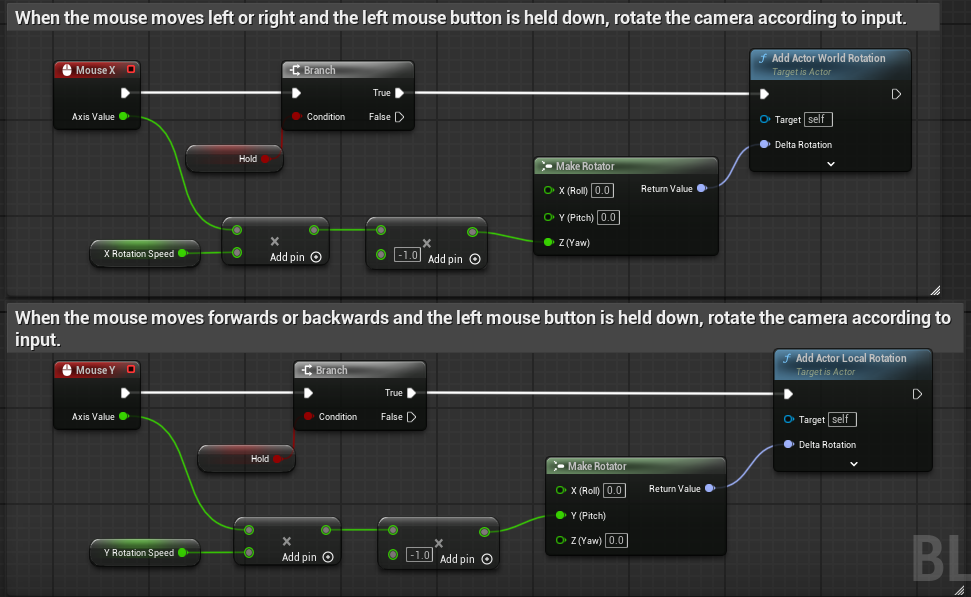 When the mouse moves left or right and the left mouse button is held down, rotate the camera according to input.
Mouse X
Axis Value
Branch
True
Condition
False
Hold
Add Actor World Rotation
Target is Actor
Target self
Delta Rotation
Make Rotator
X (Roll) 0.0
Return Value
Y (Pitch) 0.0
Z (Yaw)
X Rotation Speed
Add pin
-1.0
Add pin
When the mouse moves forwards or backwards and the left mouse button is held down, rotate the camera according to
input.
Mouse Y
Axis Value
Branch
True
Condition
False
Hold
Add Actor Local Rotation
Target is Actor
Target self
Delta Rotation
Make Rotator
X (Roll) 0.0
Return Value
Y (Pitch)
Z (Yaw) 0.0
Y Rotation Speed
Add pin
-1.0
Add pin
BL